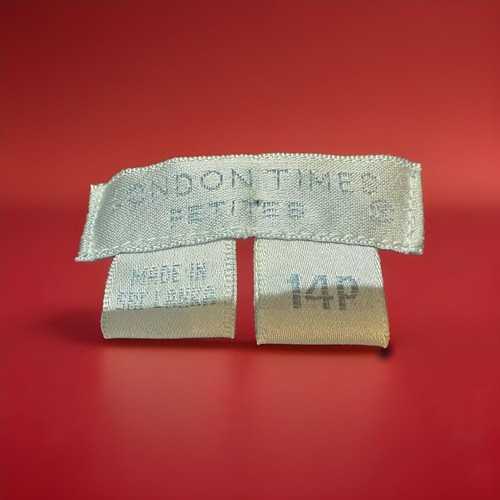 LONDON TIMES
PETITES ®
MADE IN
SRI LANKA
14P